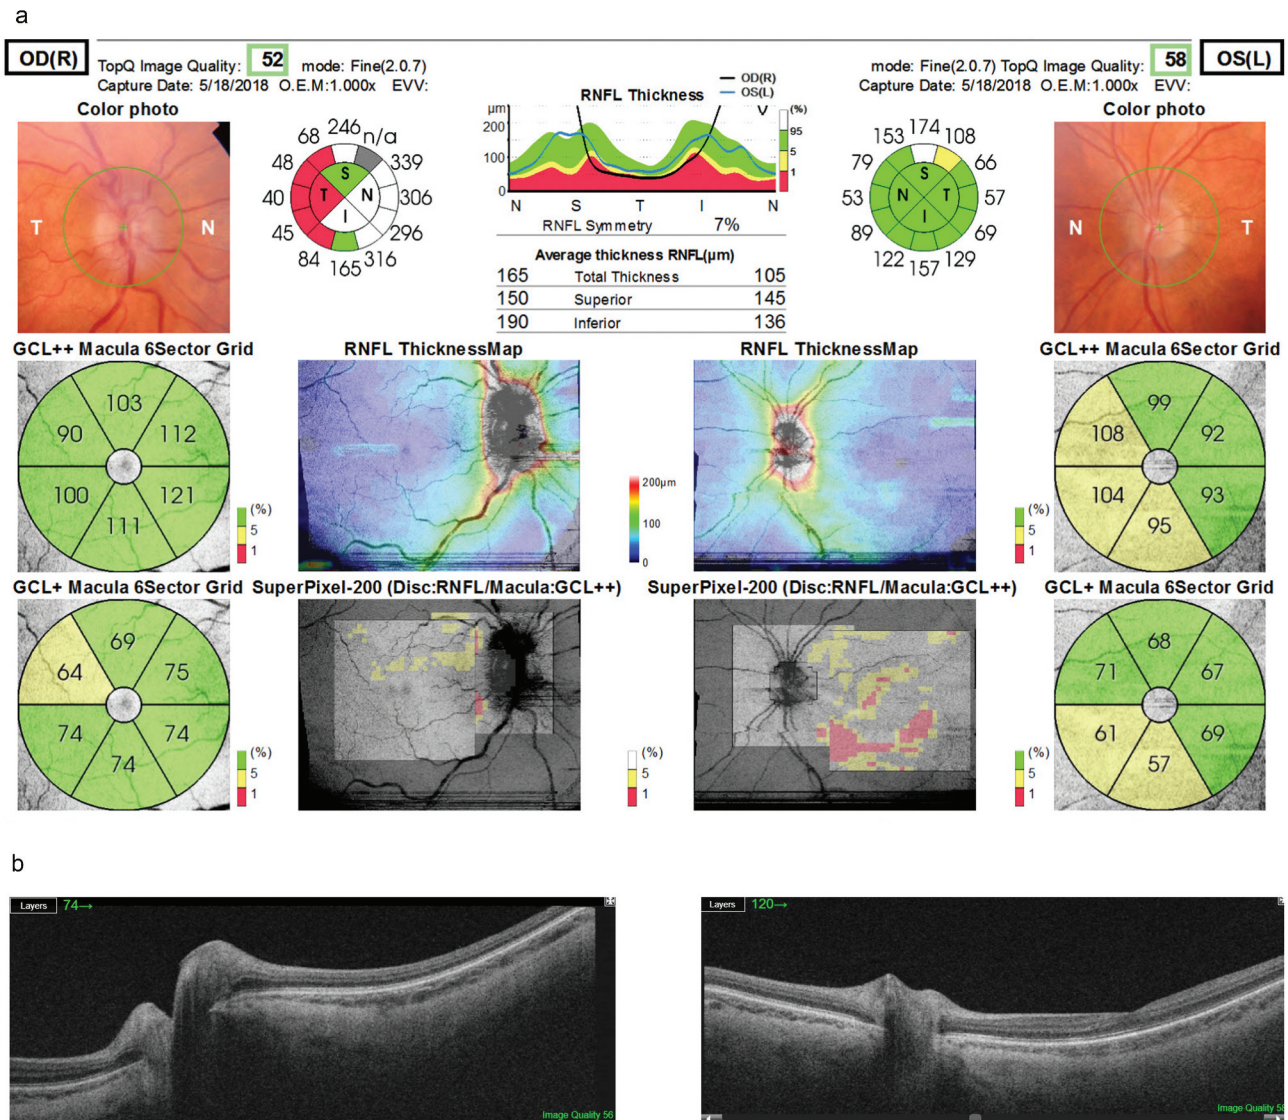 a
OD(R)
TopQ Image Quality: 52 mode: Fine(2.0.7)
Capture Date: 5/18/2018 O.E.M:1.000x EVV:
mode: Fine(2.0.7) TopQ Image Quality: 58
OS(L)
Capture Date: 5/18/2018 O.E.M:1.000x EVV:
Color photo
T N
68 246 n/a
48 339
40 306
45 296
84 165 316
S
T N
I
RNFL Thickness
OD(R)
OS(L)
µm
200
100
0
(%)
95
5
1
N S T I N
RNFL Symmetry 7%
Average thickness RNFL(µm)
165 Total Thickness 105
150 Superior 145
190 Inferior 136
153 174 108
79 66
53 57
89 69
122 157 129
S
N T
I
Color photo
N T
GCL++ Macula 6Sector Grid
103
90 112
100 121
111
(%)
5
1
RNFL ThicknessMap
200µm
100
0
RNFL ThicknessMap
GCL++ Macula 6Sector Grid
99
108 92
104 93
95
(%)
5
1
GCL+ Macula 6Sector Grid
69
64 75
74 74
74
(%)
5
1
SuperPixel-200 (Disc:RNFL/Macula:GCL++)
(%)
5
1
SuperPixel-200 (Disc:RNFL/Macula:GCL++)
GCL+ Macula 6Sector Grid
68
71 67
61 69
57
(%)
5
1
b
Layers 74→
Image Quality 56
Layers 120→